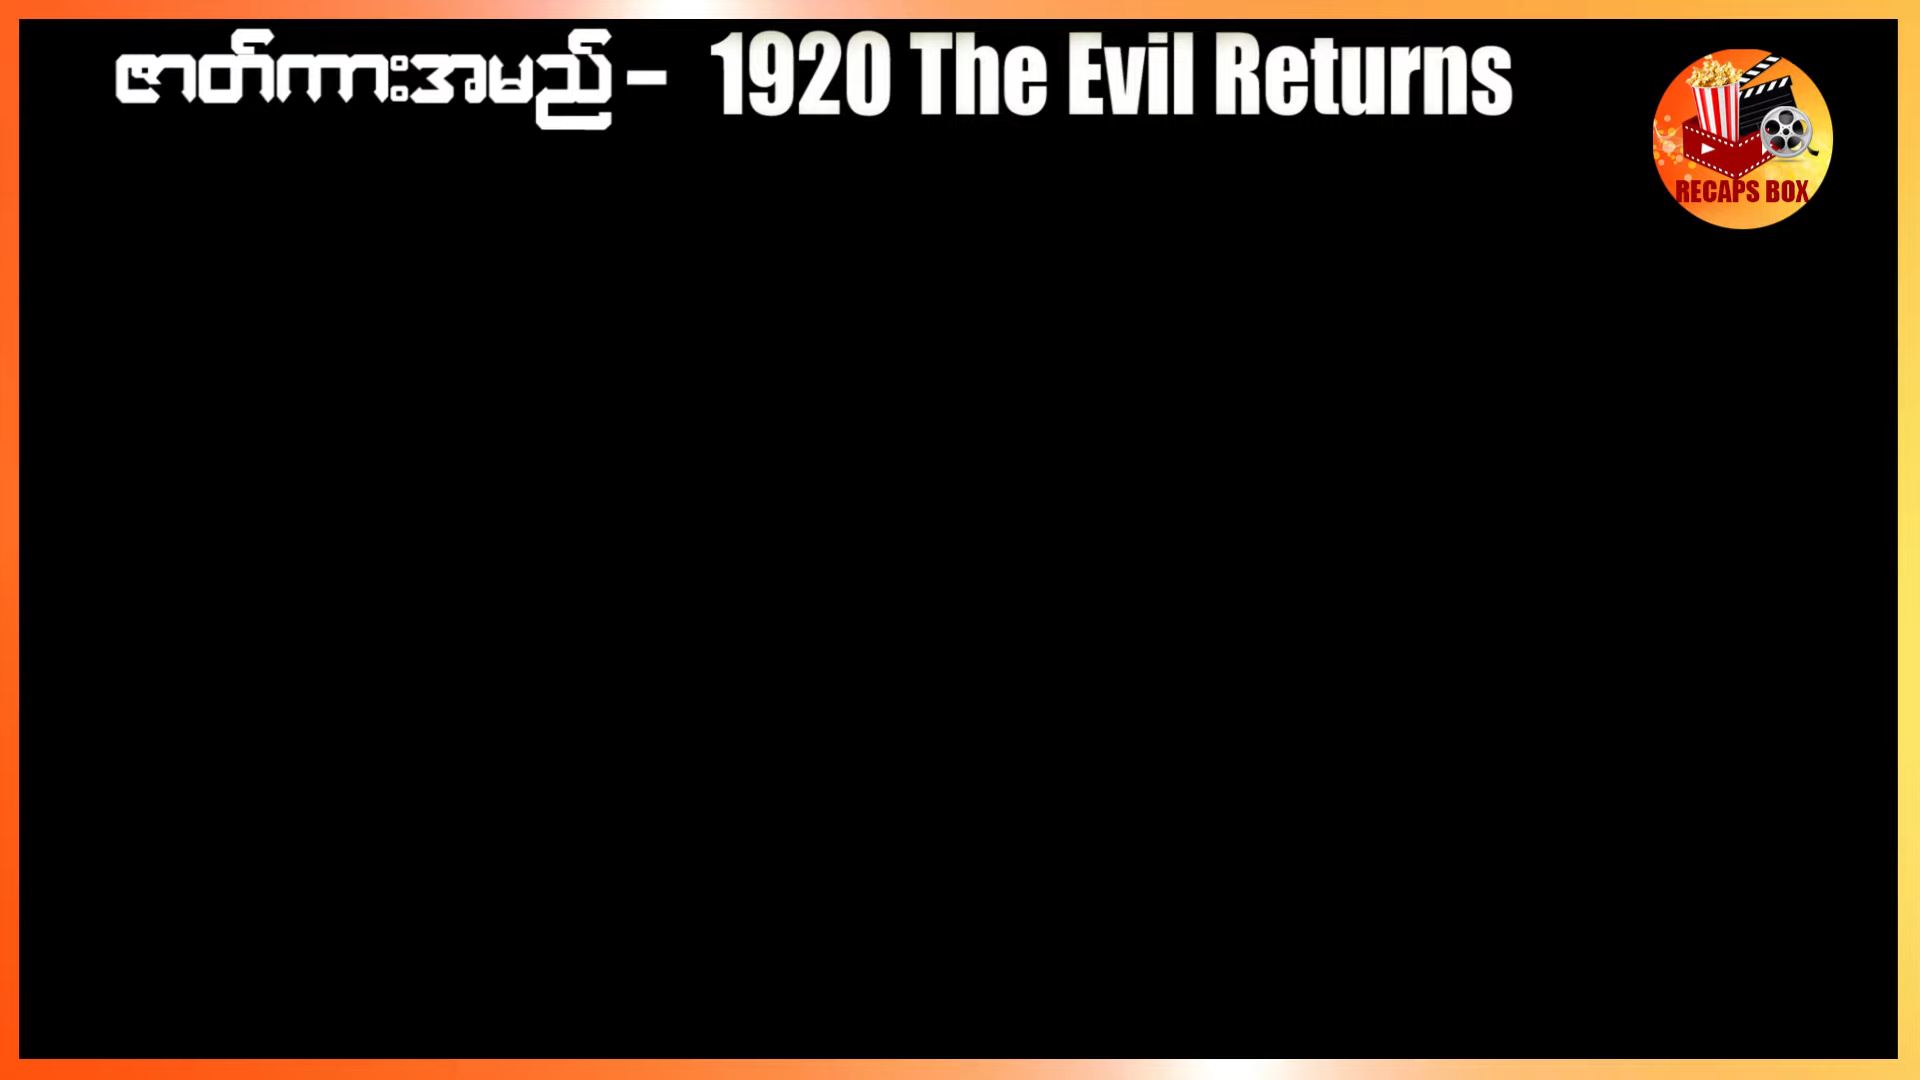 ဇာတ်ကားအမည် – 1920 The Evil Returns
RECAPS BOX